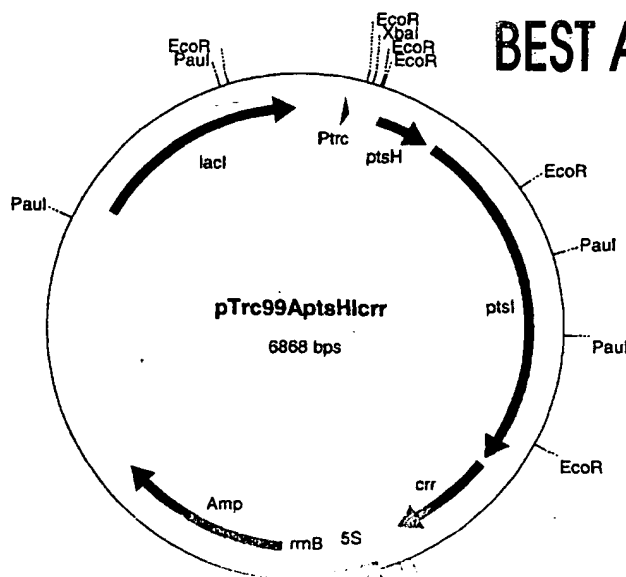 BEST A
EcoR
PauI
EcoR
XbaI
EcoR
EcoR
Ptrc
ptsH
lacI
EcoR
PauI
PauI
pTrc99AptsHIcrr
6868 bps
ptsI
PauI
EcoR
crr
Amp
rrnB
5S